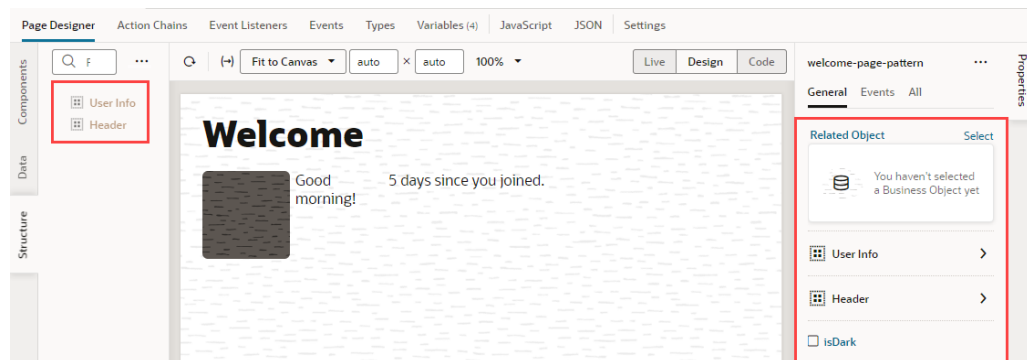 Page Designer Action Chains Event Listeners Events Types Variables (4) JavaScript JSON Settings
Components
Data
Structure
F ...
User Info
Header
Fit to Canvas auto × auto 100% Live Design Code
Welcome
Good morning!
5 days since you joined.
welcome-page-pattern ...
General Events All
Related Object Select
You haven't selected
a Business Object yet
User Info
Header
isDark
Properties